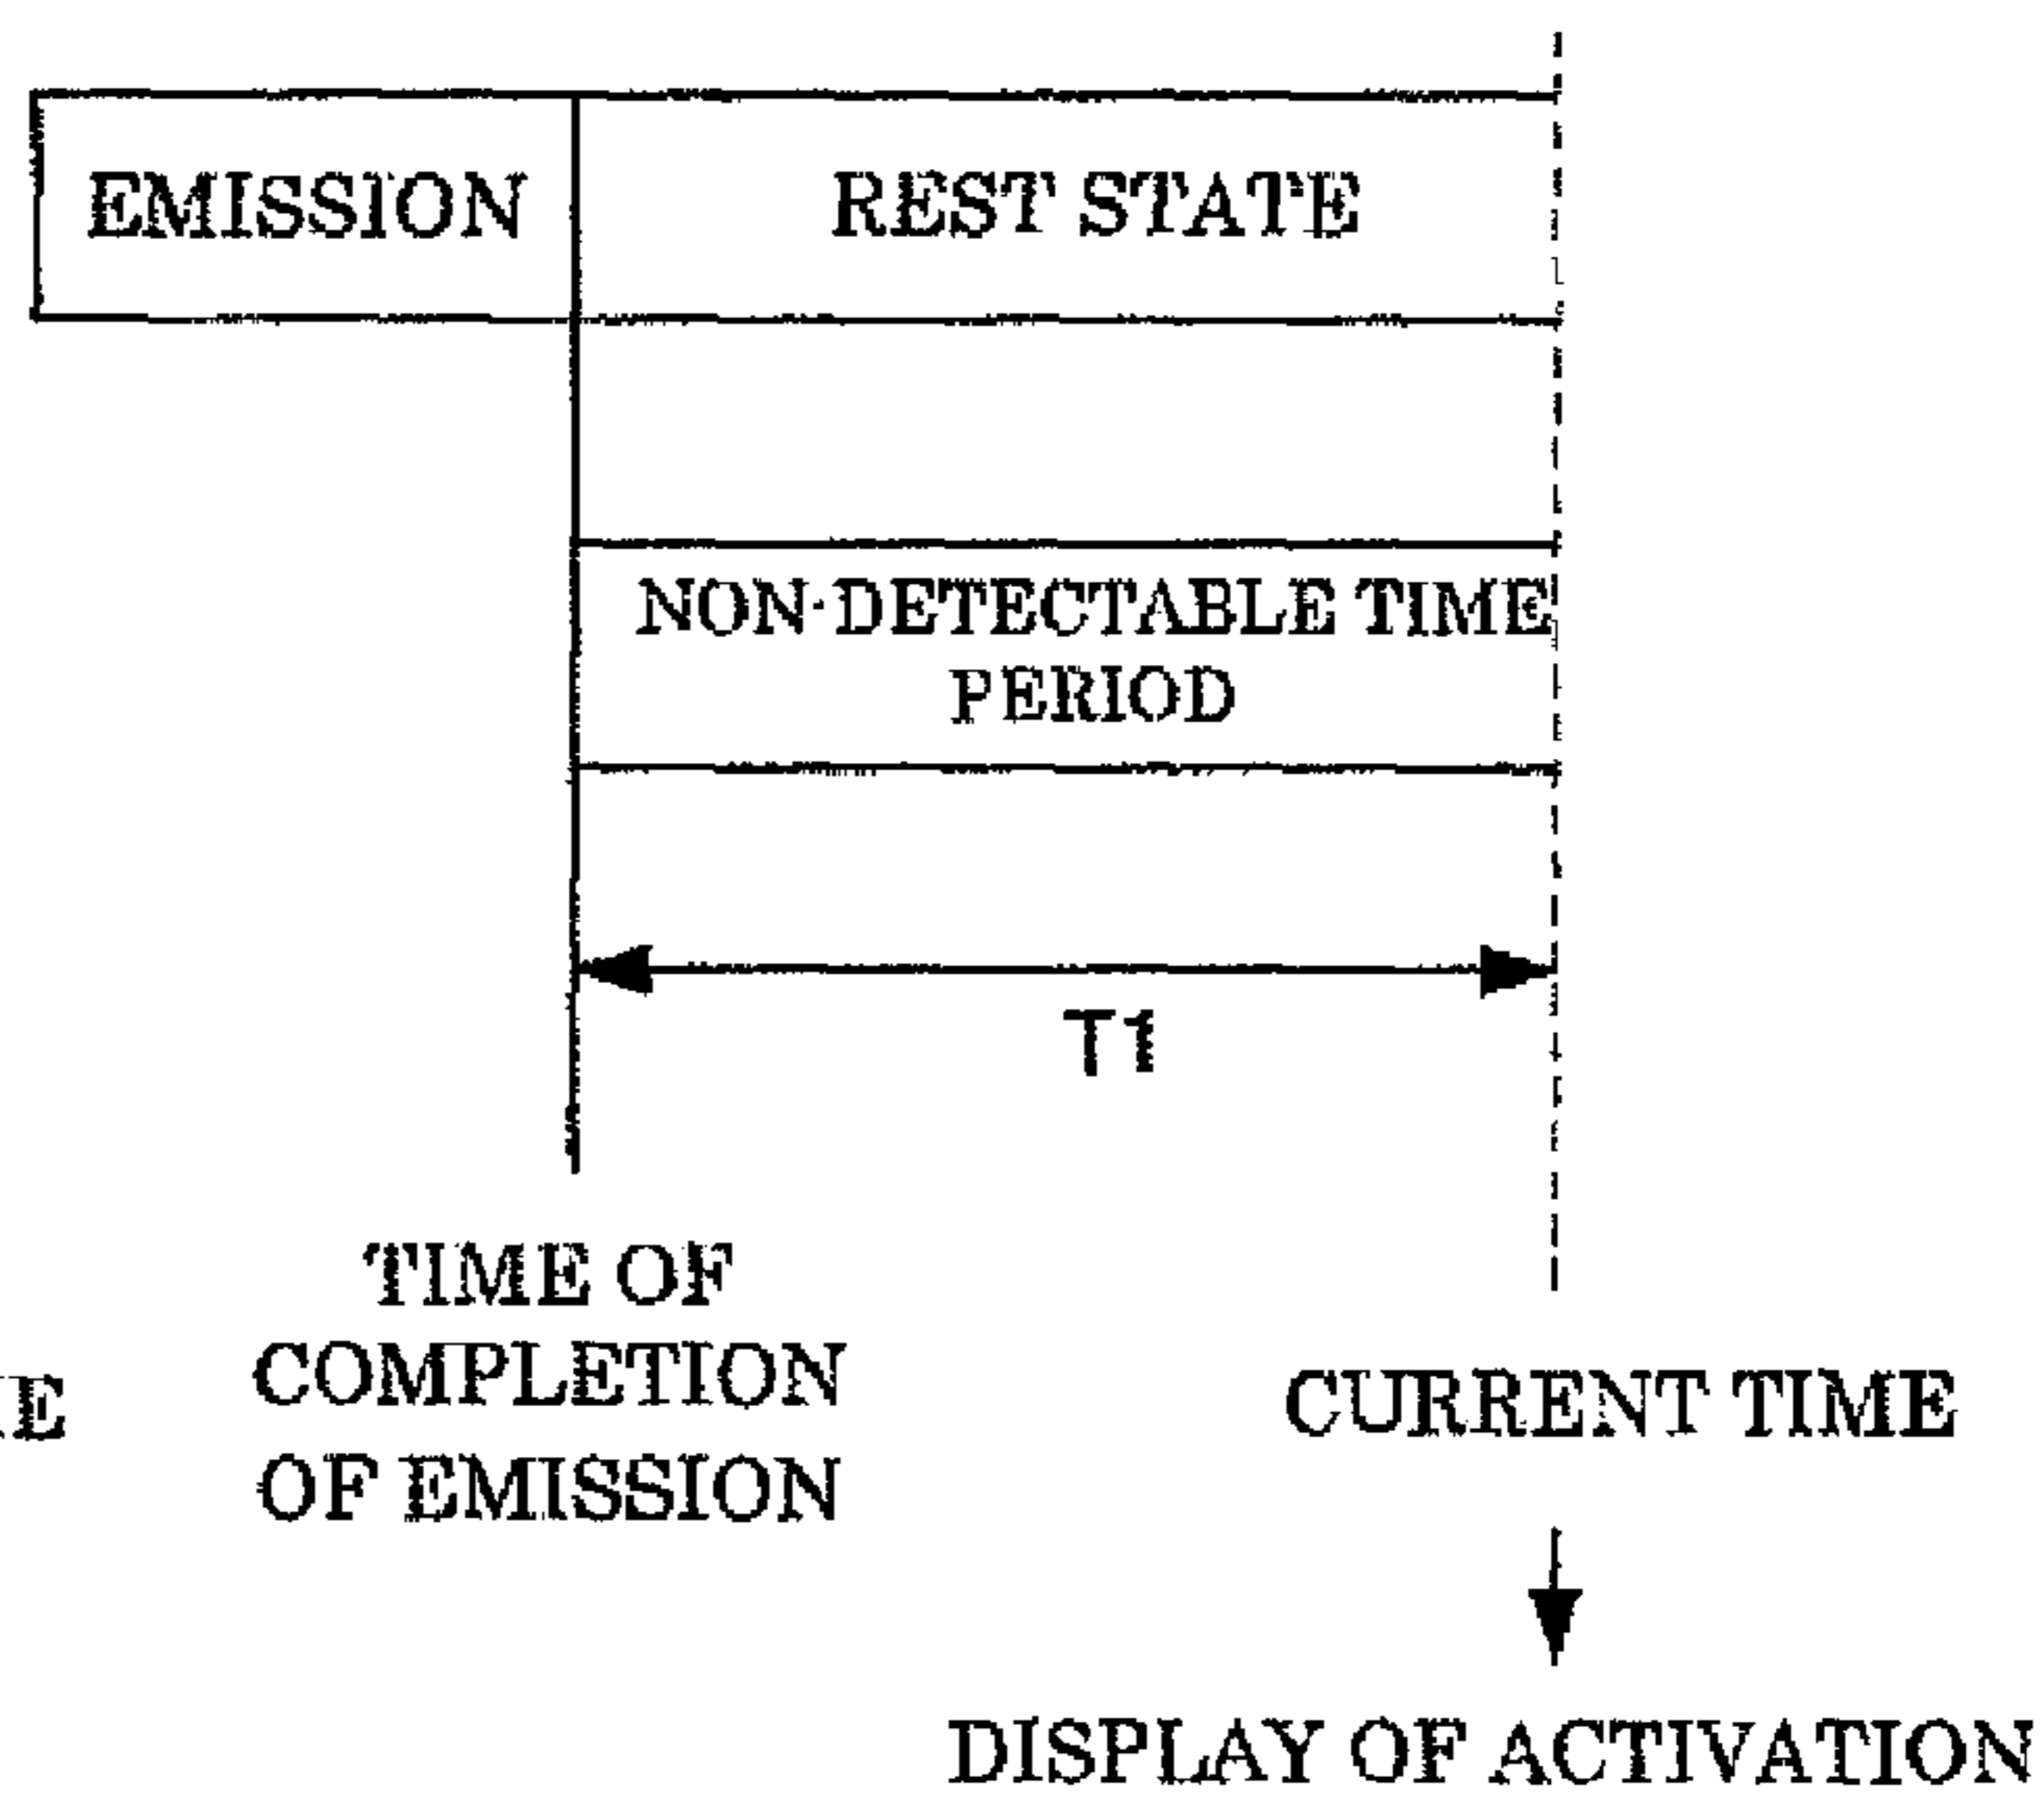 EMISSION
REST STATE
NON-DETECTABLE TIME
PERIOD
T1
TIME OF
COMPLETION
OF EMISSION
CURRENT TIME
DISPLAY OF ACTIVATION